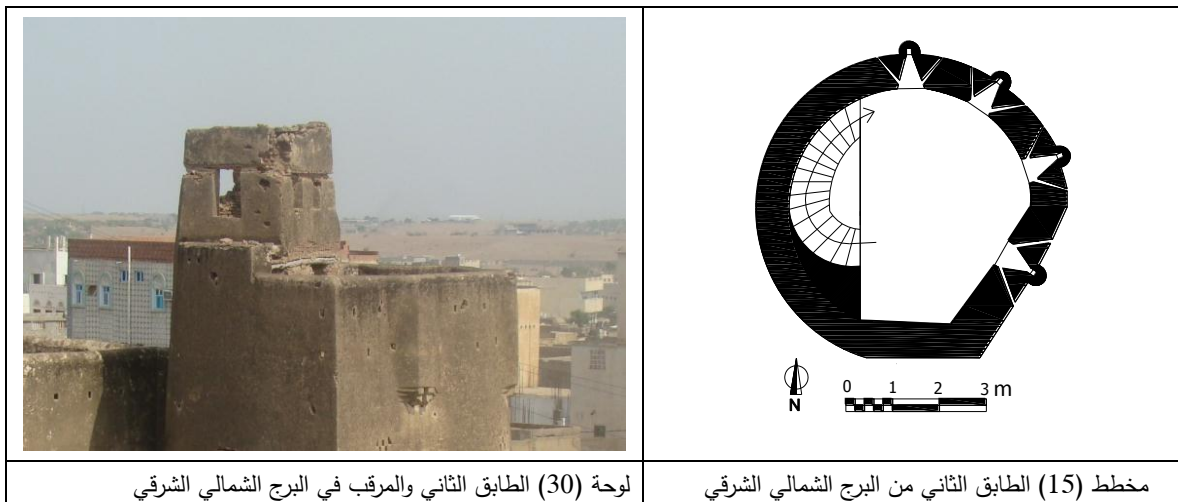 0 1 2 3 m
N
مخطط (15) الطابق الثاني من البرج الشمالي الشرقي
لوحة (30) الطابق الثاني والمرقب في البرج الشمالي الشرقي